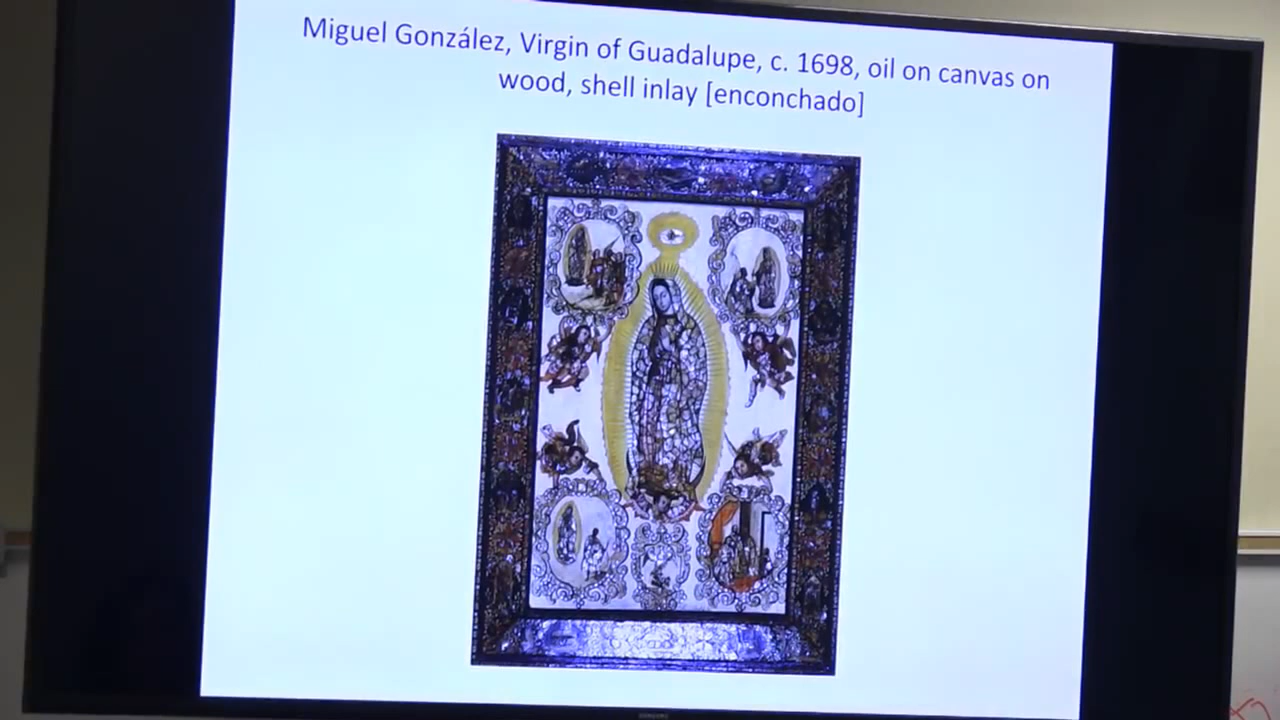 Miguel González, Virgin of Guadalupe, c. 1698, oil on canvas on
wood, shell inlay [enconchado]